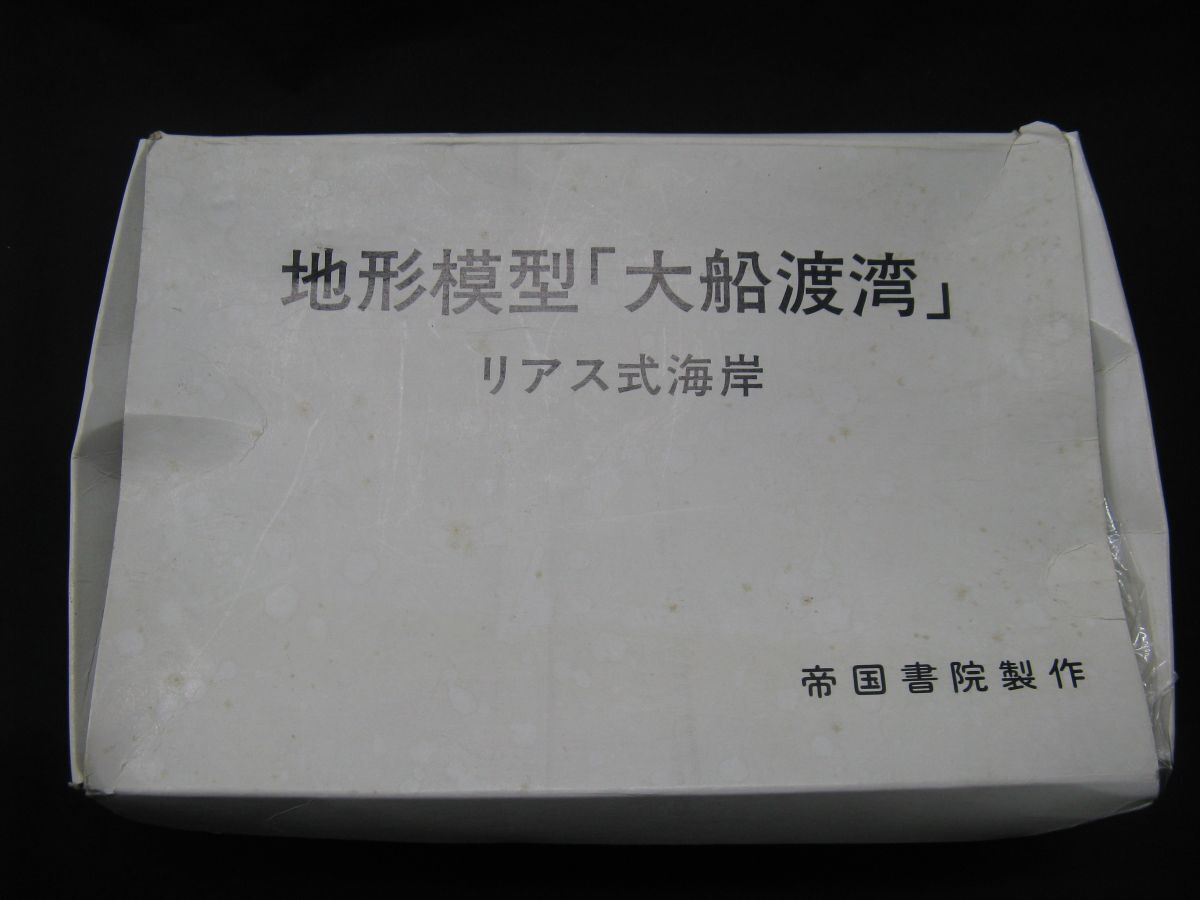 地形模型「大船渡湾」
リアス式海岸
帝国書院製作